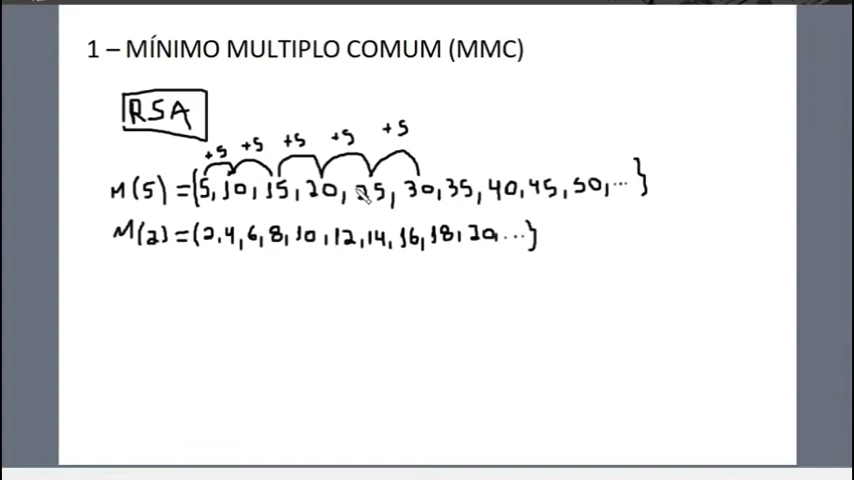 1 – MÍNIMO MULTIPLO COMUM (MMC)
RSA
+5 +5 +5 +5 +5
M(5) = {5, 10, 15, 20, 25, 30, 35, 40, 45, 50, ... }
M(2) = {2, 4, 6, 8, 10, 12, 14, 16, 18, 20, ... }